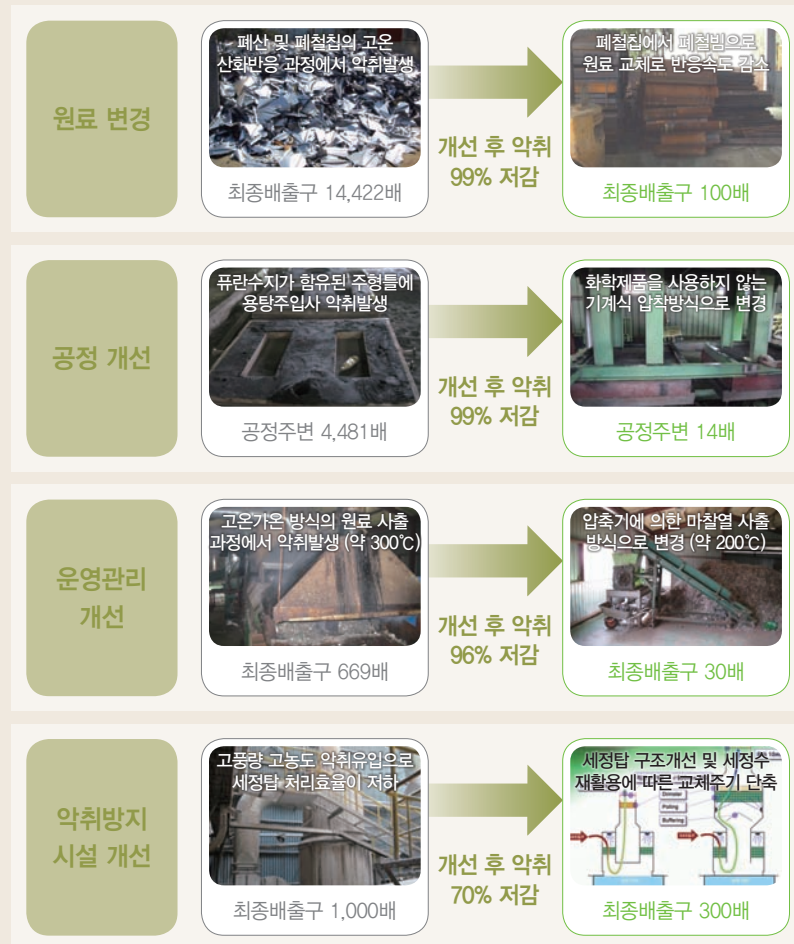 원료 변경
폐산 및 폐철칩의 고온
산화반응 과정에서 악취발생
최종배출구 14,422배
개선 후 악취
99% 저감
폐철칩에서 폐철빔으로
원료 교체로 반응속도 감소
최종배출구 100배
공정 개선
퓨란수지가 함유된 주형틀에
용탕주입사 악취발생
공정주변 4,481배
개선 후 악취
99% 저감
화학제품을 사용하지 않는
기계식 압착방식으로 변경
공정주변 14배
운영관리
개선
고온가온 방식의 원료 사출
과정에서 악취발생 (약 300℃)
최종배출구 669배
개선 후 악취
96% 저감
압축기에 의한 마찰열 사출
방식으로 변경 (약 200℃)
최종배출구 30배
악취방지
시설 개선
고풍량 고농도 악취유입으로
세정탑 처리효율이 저하
최종배출구 1,000배
개선 후 악취
70% 저감
세정탑 구조개선 및 세정수
재활용에 따른 교체주기 단축
Demister
Buffering
최종배출구 300배